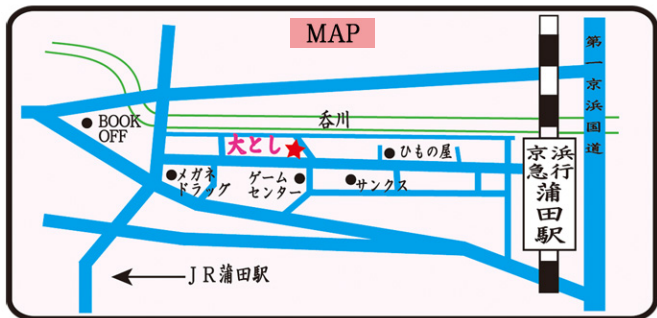 MAP
第一京浜国道
BOOK
OFF
呑川
大とし
ひもの屋
京浜
急行
蒲田駅
メガネ
ドラッグ
ゲーム
センター
サンクス
JR蒲田駅